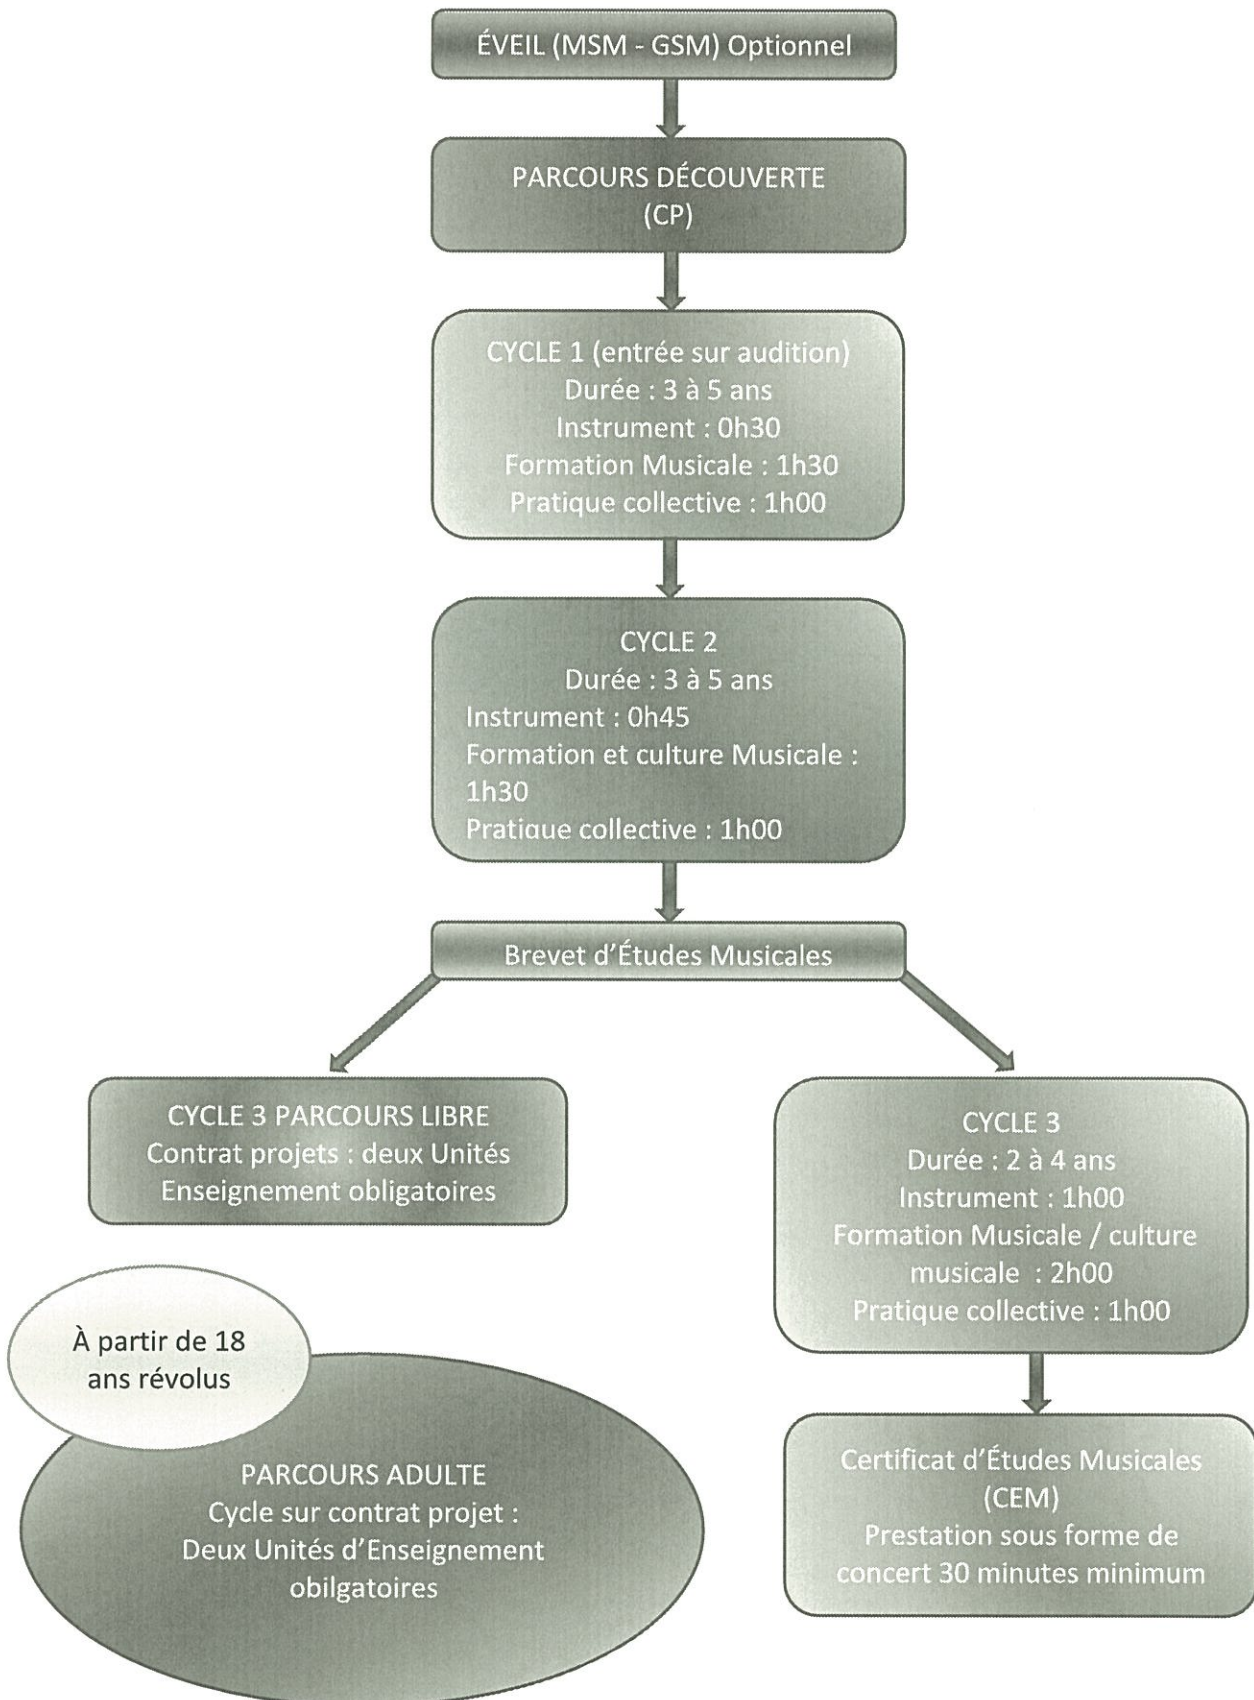 ÉVEIL (MSM - GSM) Optionnel
PARCOURS DÉCOUVERTE
(CP)
CYCLE 1 (entrée sur audition)
Durée : 3 à 5 ans
Instrument : 0h30
Formation Musicale : 1h30
Pratique collective : 1h00
CYCLE 2
Durée : 3 à 5 ans
Instrument : 0h45
Formation et culture Musicale :
1h30
Pratique collective : 1h00
Brevet d’Études Musicales
CYCLE 3 PARCOURS LIBRE
Contrat projets : deux Unités
Enseignement obligatoires
CYCLE 3
Durée : 2 à 4 ans
Instrument : 1h00
Formation Musicale / culture
musicale : 2h00
Pratique collective : 1h00
À partir de 18
ans révolus
PARCOURS ADULTE
Cycle sur contrat projet :
Deux Unités d’Enseignement
obilgatoires
Certificat d’Études Musicales
(CEM)
Prestation sous forme de
concert 30 minutes minimum